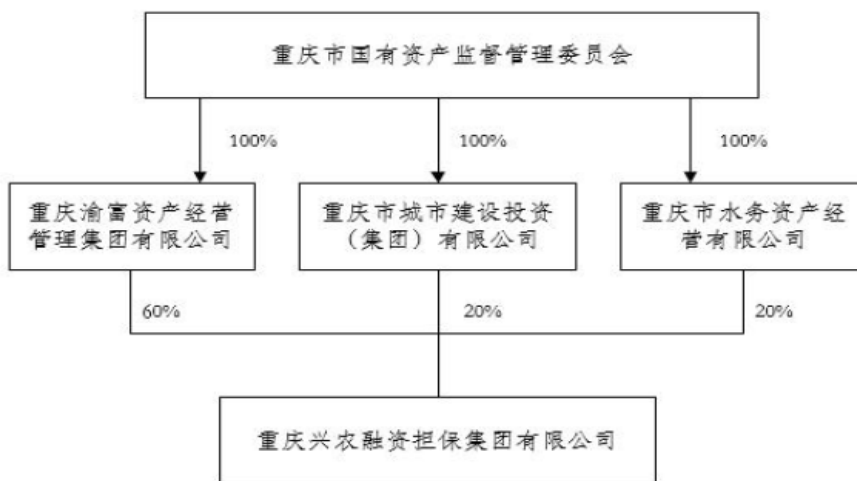 重庆市国有资产监督管理委员会
100%
100%
100%
重庆渝富资产经营
管理集团有限公司
重庆市城市建设投资
（集团）有限公司
重庆市水务资产经
营有限公司
60%
20%
20%
重庆兴农融资担保集团有限公司